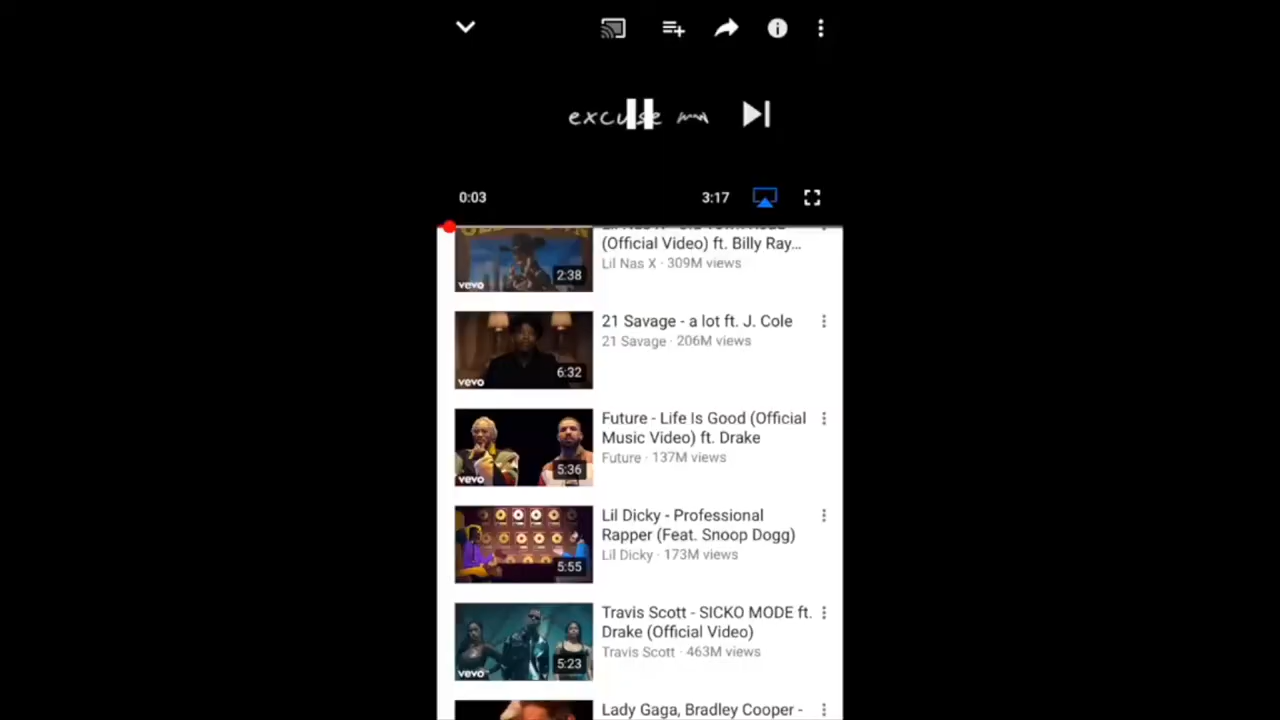 excuse
0:03
3:17
(Official Video) ft. Billy Ray...
Lil Nas X · 309M views
2:38
vevo
21 Savage - a lot ft. J. Cole
21 Savage · 206M views
6:32
vevo
Future - Life Is Good (Official
Music Video) ft. Drake
Future · 137M views
5:36
vevo
Lil Dicky - Professional
Rapper (Feat. Snoop Dogg)
Lil Dicky · 173M views
5:55
Travis Scott - SICKO MODE ft.
Drake (Official Video)
Travis Scott · 463M views
5:23
vevo
Lady Gaga, Bradley Cooper -